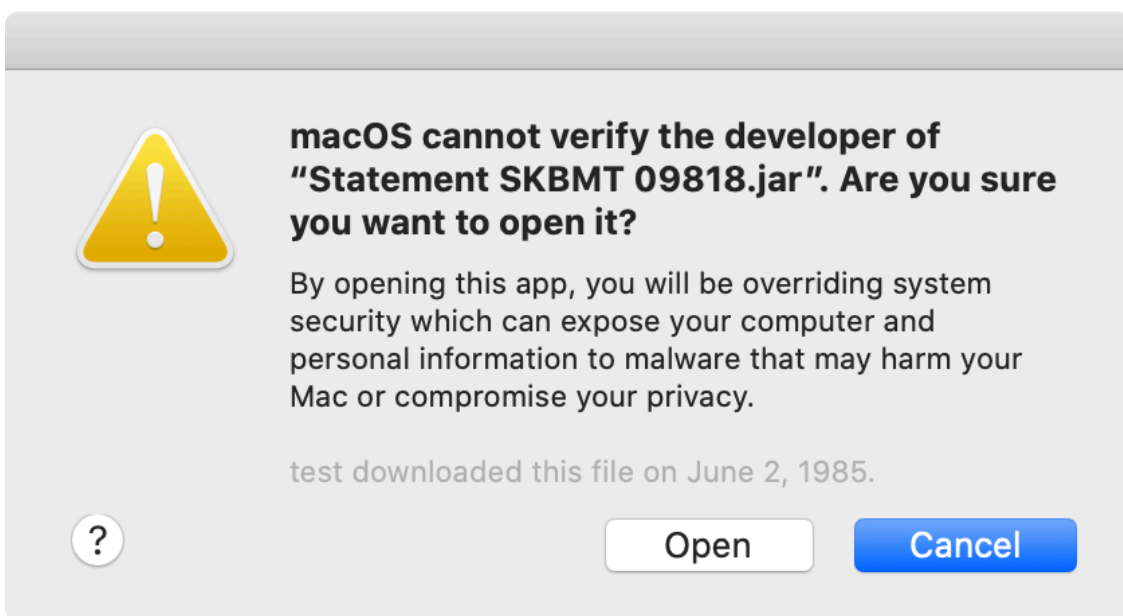 macOS cannot verify the developer of
“Statement SKBMT 09818.jar”. Are you sure
you want to open it?
By opening this app, you will be overriding system
security which can expose your computer and
personal information to malware that may harm your
Mac or compromise your privacy.
test downloaded this file on June 2, 1985.
?
Open
Cancel